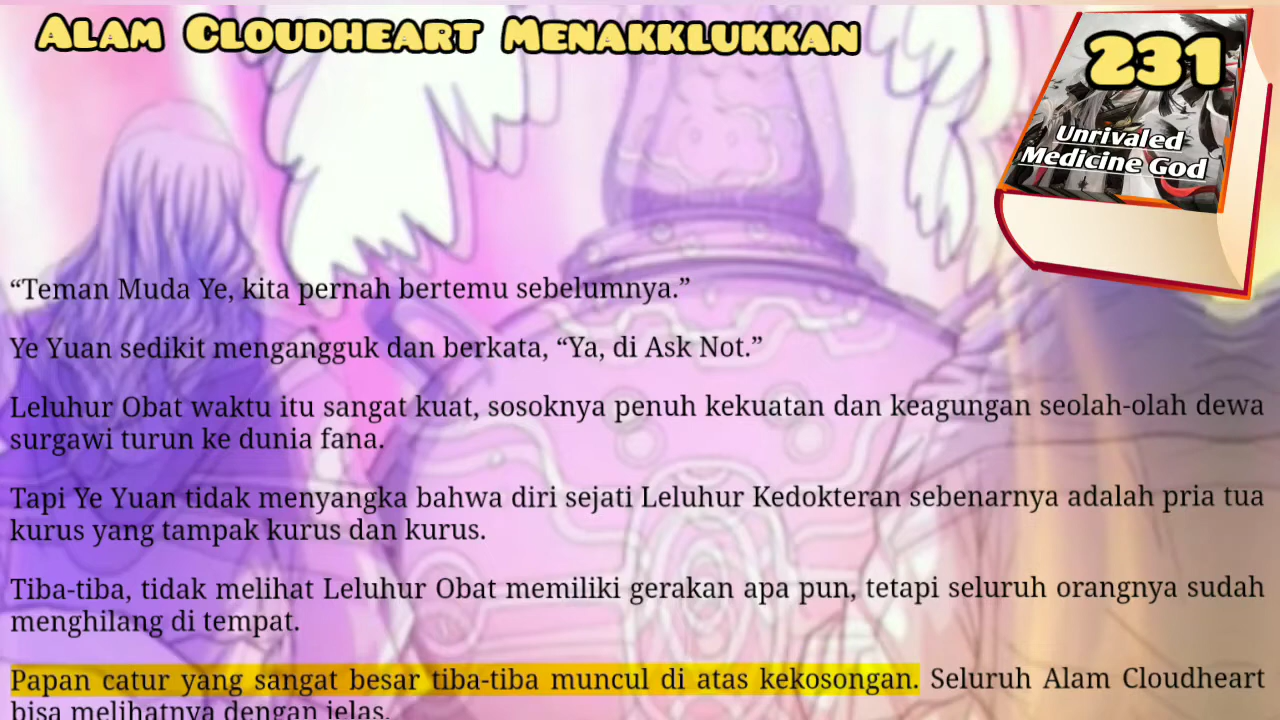 Alam Cloudheart Menakklukkan
231
Unrivaled
Medicine God
“Teman Muda Ye, kita pernah bertemu sebelumnya.”
Ye Yuan sedikit mengangguk dan berkata, “Ya, di Ask Not.”
Leluhur Obat waktu itu sangat kuat, sosoknya penuh kekuatan dan keagungan seolah-olah dewa
surgawi turun ke dunia fana.
Tapi Ye Yuan tidak menyangka bahwa diri sejati Leluhur Kedokteran sebenarnya adalah pria tua
kurus yang tampak kurus dan kurus.
Tiba-tiba, tidak melihat Leluhur Obat memiliki gerakan apa pun, tetapi seluruh orangnya sudah
menghilang di tempat.
Papan catur yang sangat besar tiba-tiba muncul di atas kekosongan. Seluruh Alam Cloudheart
bisa melihatnya dengan jelas.